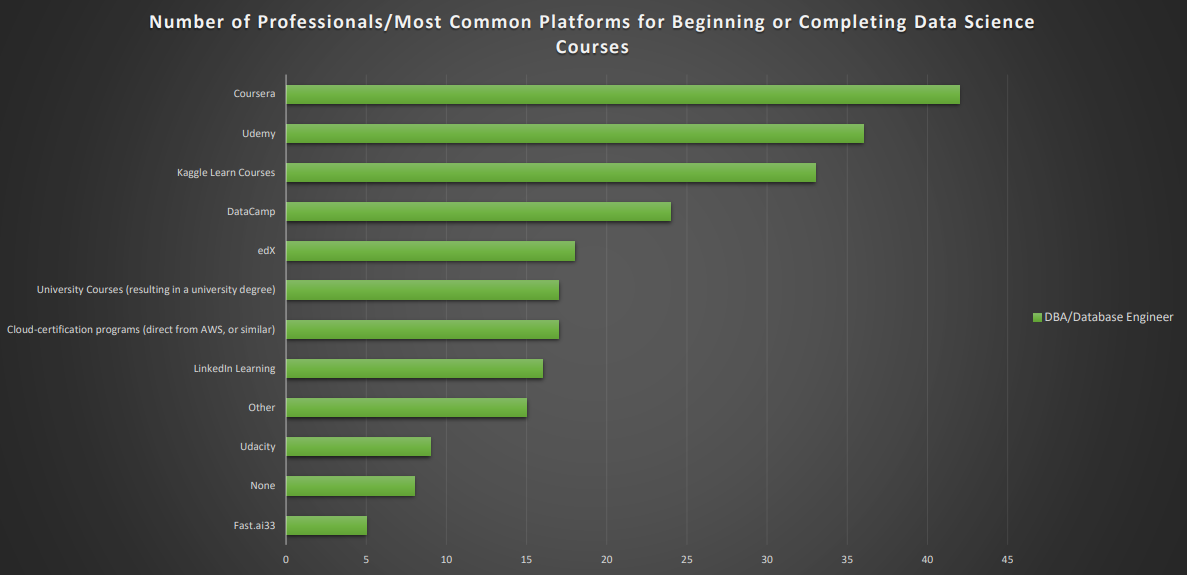 Number of Professionals/Most Common Platforms for Beginning or Completing Data Science
Courses
Coursera
Udemy
Kaggle Learn Courses
DataCamp
edX
University Courses (resulting in a university degree)
Cloud-certification programs (direct from AWS, or similar)
LinkedIn Learning
Other
Udacity
None
Fast.ai33
DBA/Database Engineer
0 5 10 15 20 25 30 35 40 45